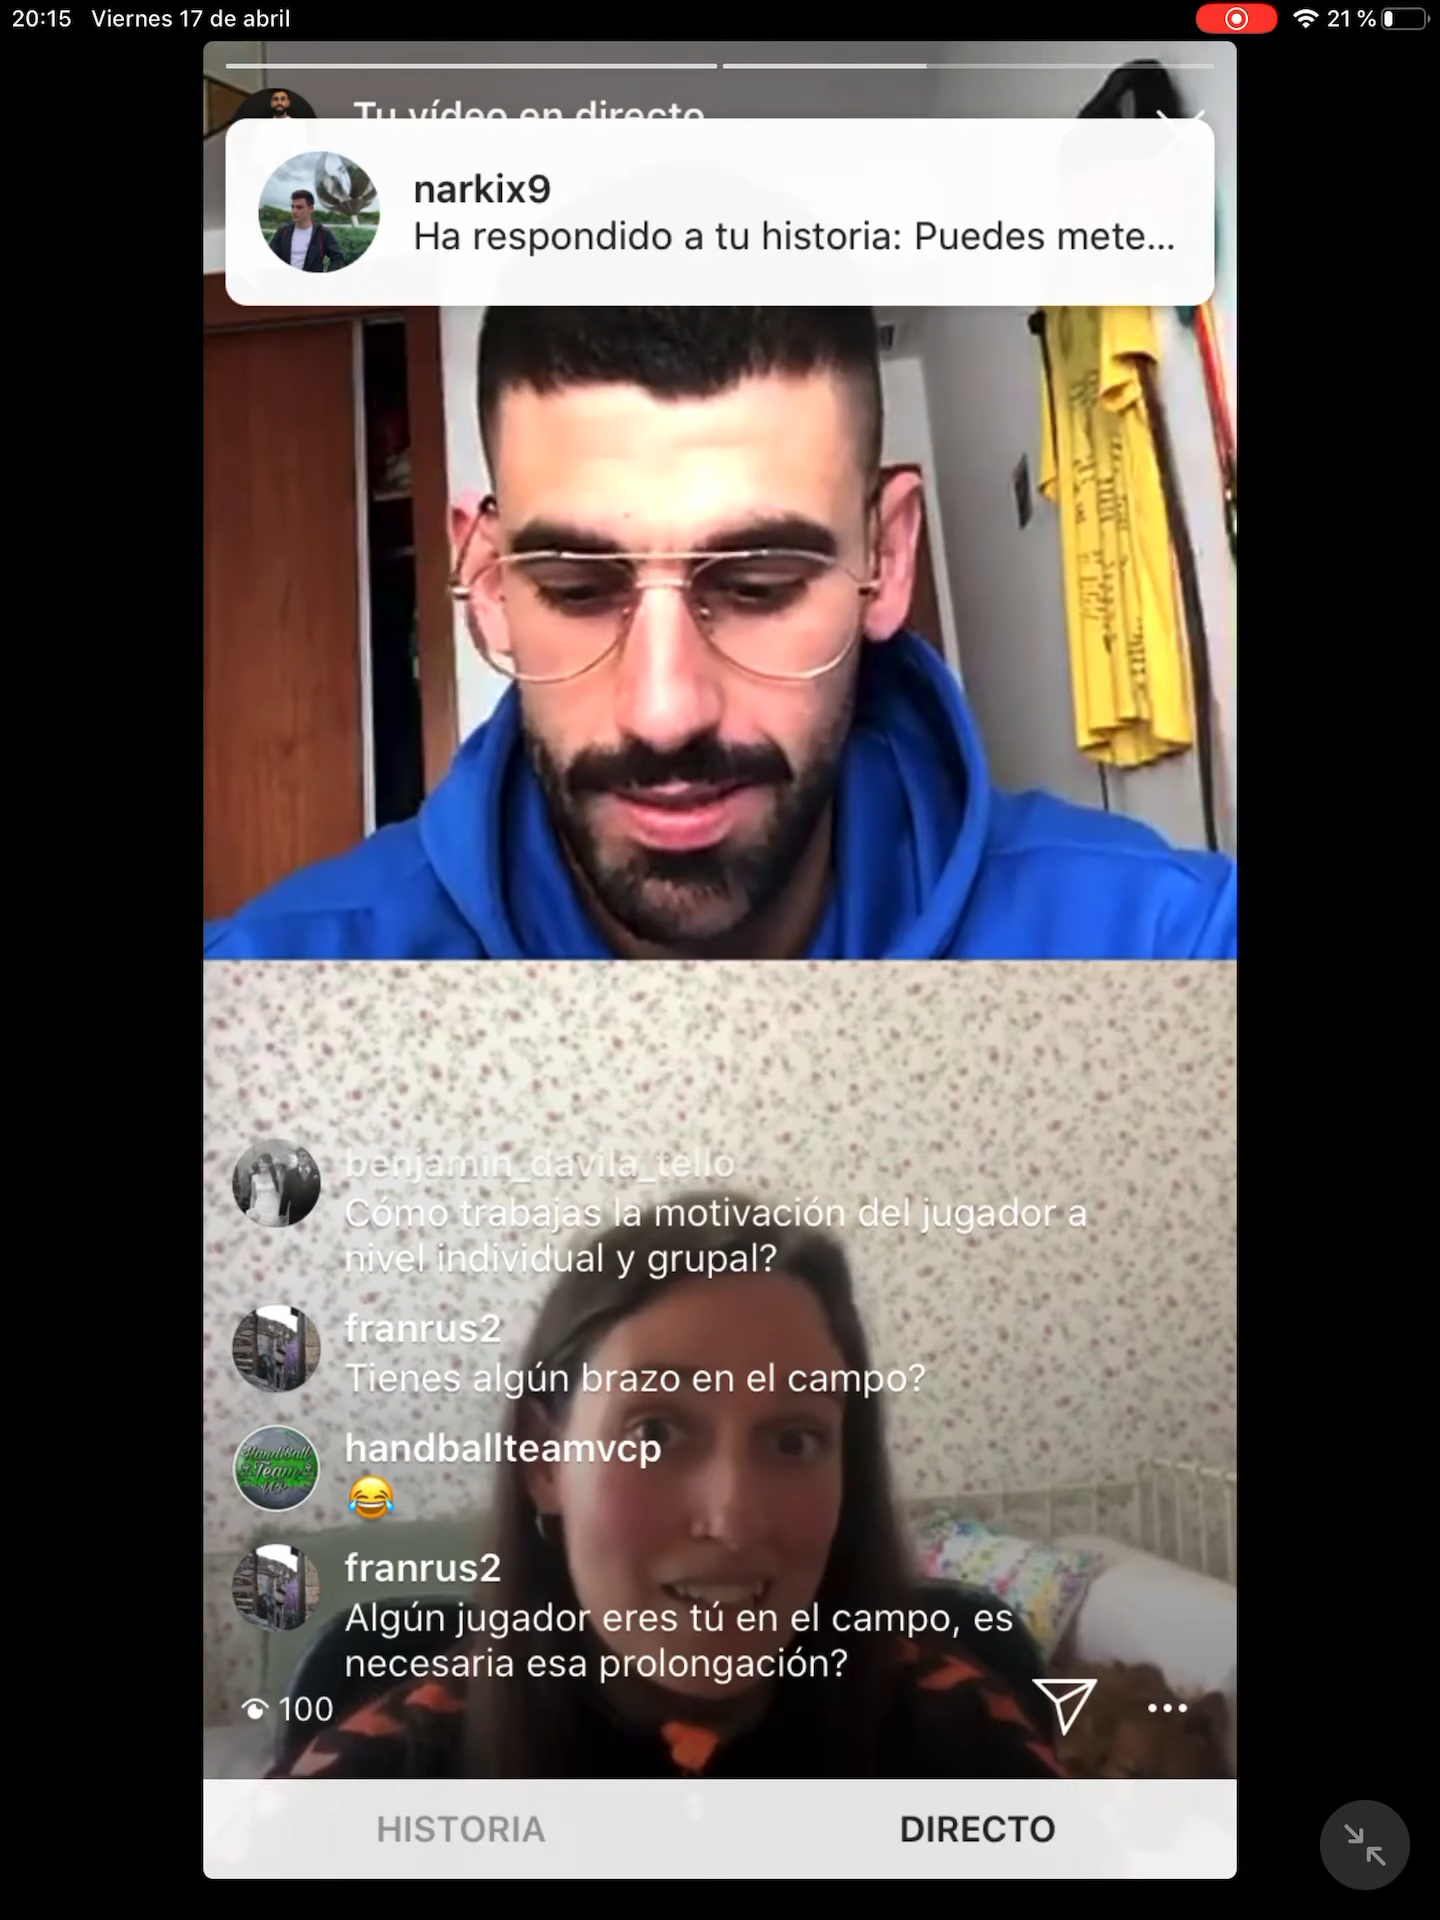 20:15 Viernes 17 de abril
21 %
Tu vídeo en directo
narkix9
Ha respondido a tu historia: Puedes mete...
benjamin_davila_tello
Cómo trabajas la motivación del jugador a
nivel individual y grupal?
franrus2
Tienes algún brazo en el campo?
handballteamvcp
😂
HandBall
Team
franrus2
Algún jugador eres tú en el campo, es
necesaria esa prolongación?
100
HISTORIA
DIRECTO